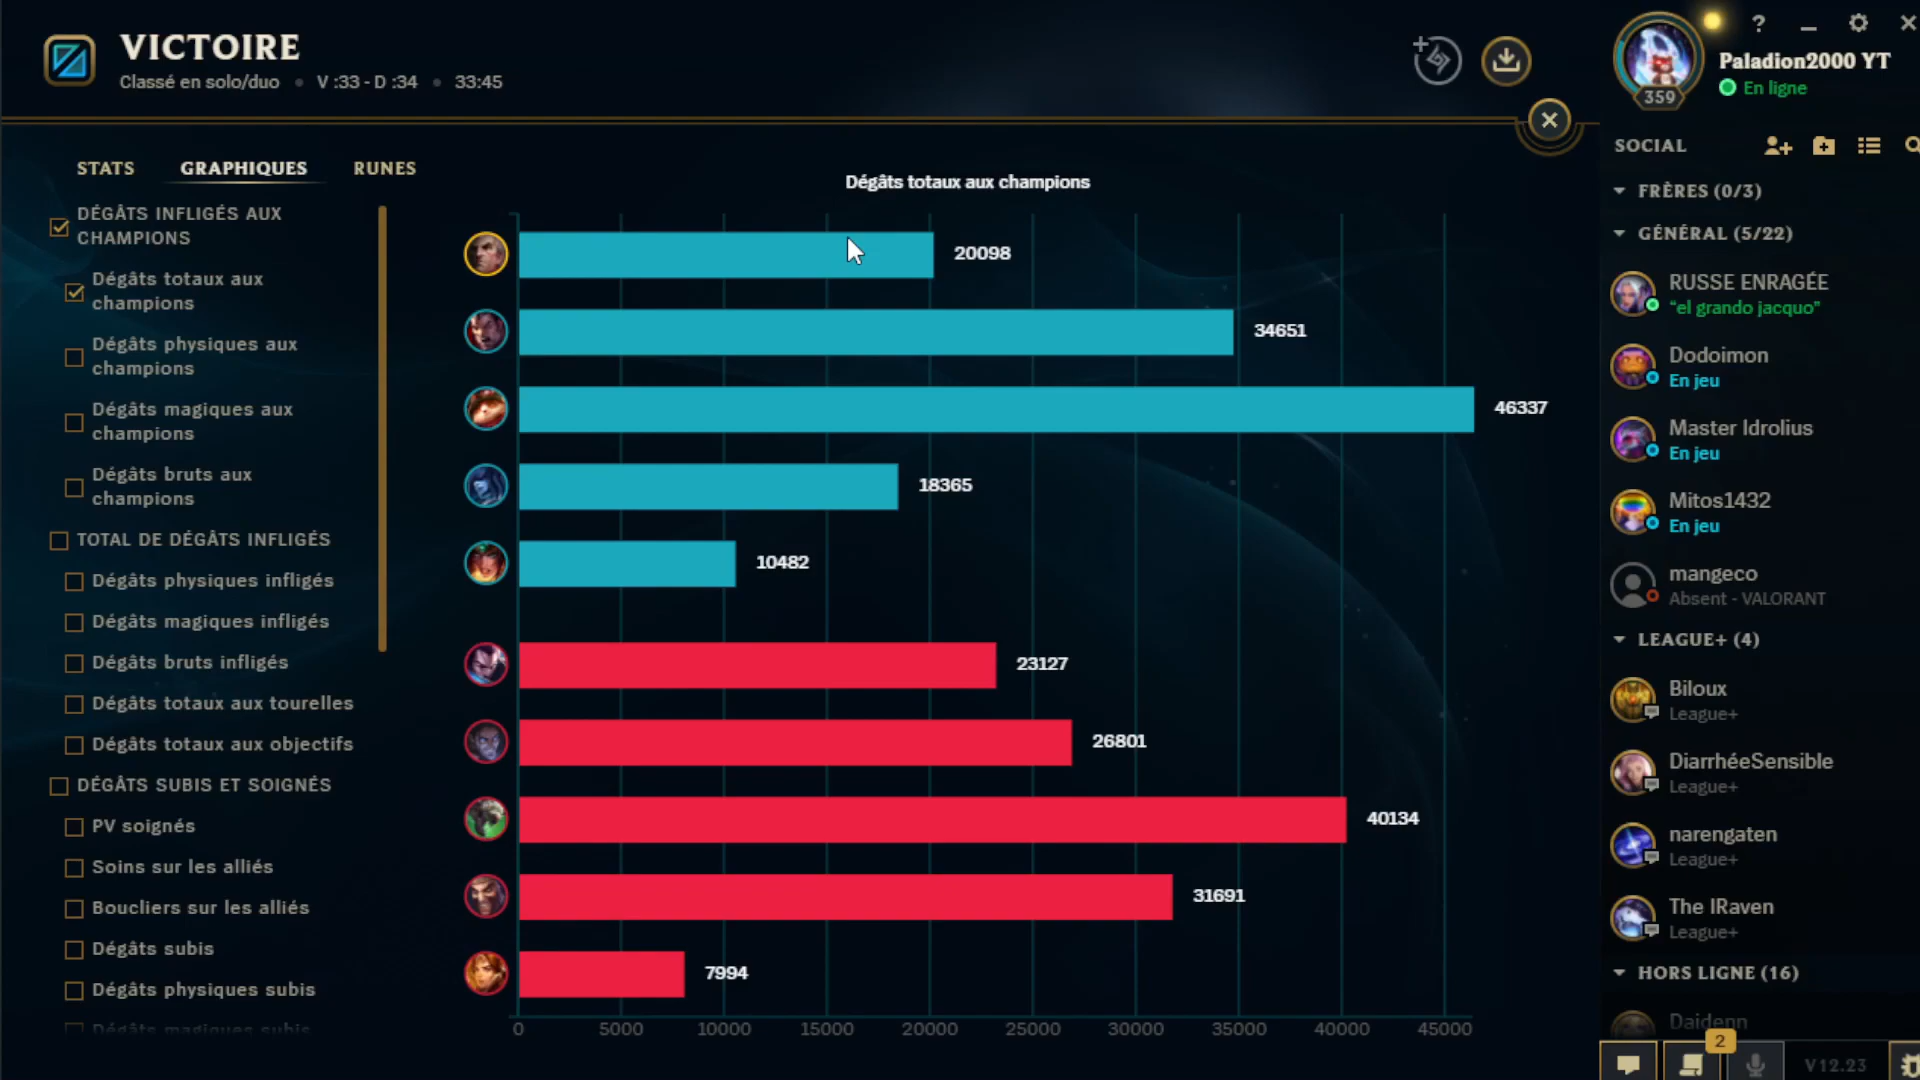 VICTOIRE
Classé en solo/duo • V :33 - D :34 • 33:45
STATS GRAPHIQUES RUNES
DÉGÂTS INFLIGÉS AUX
CHAMPIONS
Dégâts totaux aux
champions
Dégâts physiques aux
champions
Dégâts magiques aux
champions
Dégâts bruts aux
champions
TOTAL DE DÉGÂTS INFLIGÉS
Dégâts physiques infligés
Dégâts magiques infligés
Dégâts bruts infligés
Dégâts totaux aux tourelles
Dégâts totaux aux objectifs
DÉGÂTS SUBIS ET SOIGNÉS
PV soignés
Soins sur les alliés
Boucliers sur les alliés
Dégâts subis
Dégâts physiques subis
Dégâts magiques subis
Dégâts totaux aux champions
20098
34651
46337
18365
10482
23127
26801
40134
31691
7994
0 5000 10000 15000 20000 25000 30000 35000 40000 45000
?
359
Paladion2000 YT
En ligne
SOCIAL
FRÈRES (0/3)
GÉNÉRAL (5/22)
RUSSE ENRAGÉE
"el grando jacquo"
Dodoimon
En jeu
Master Idrolius
En jeu
Mitos1432
En jeu
mangeco
Absent - VALORANT
LEAGUE+ (4)
Biloux
League+
DiarrhéeSensible
League+
narengaten
League+
The IRaven
League+
HORS LIGNE (16)
Daidenn
2
V12.23